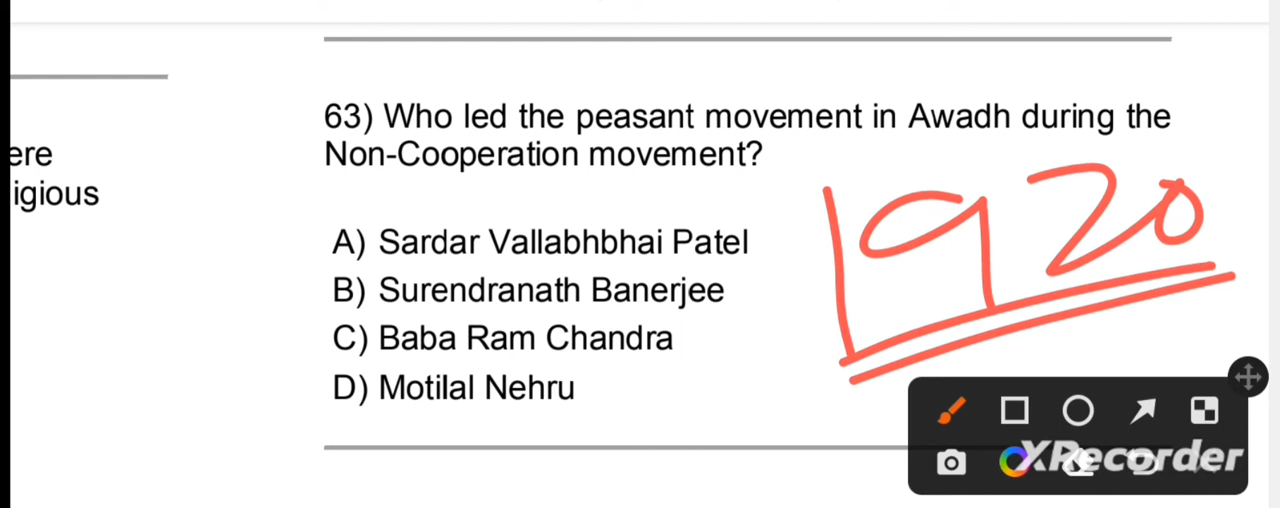 63) Who led the peasant movement in Awadh during the
ere
Non-Cooperation movement?
igious
1920
A) Sardar Vallabhbhai Patel
B) Surendranath Banerjee
C) Baba Ram Chandra
D) Motilal Nehru
XRecorder